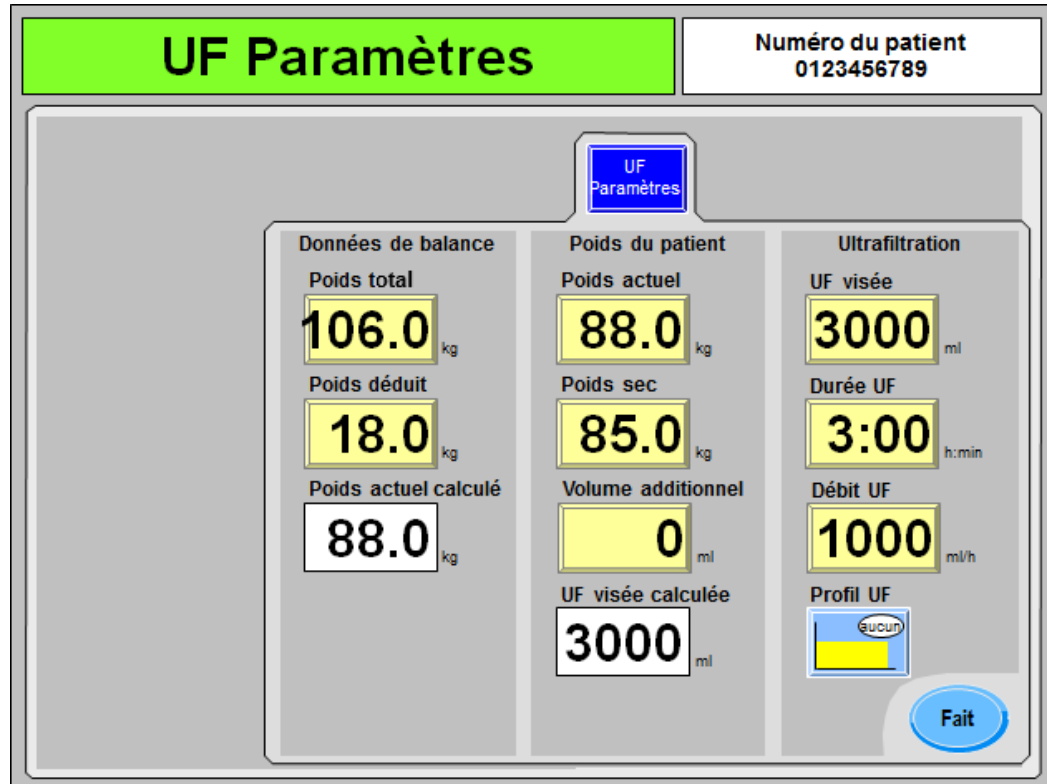 UF Paramètres
Numéro du patient
0123456789
UF
Paramètres
Données de balance
Poids total
106.0 kg
Poids déduit
18.0 kg
Poids actuel calculé
88.0 kg
Poids du patient
Poids actuel
88.0 kg
Poids sec
85.0 kg
Volume additionnel
0 ml
UF visée calculée
3000 ml
Ultrafiltration
UF visée
3000 ml
Durée UF
3:00 h:min
Débit UF
1000 ml/h
Profil UF
aucun
Fait